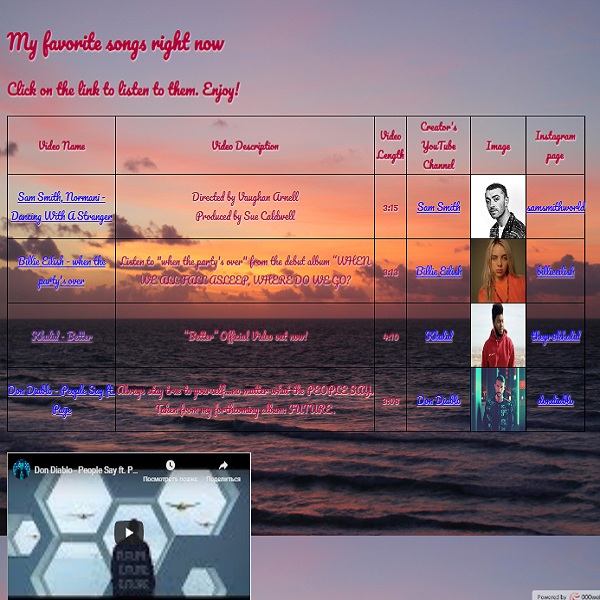 My favorite songs right now
Click on the link to listen to them. Enjoy!
Video Name
Video Description
Video
Length
Creator's
YouTube
Channel
Image
Instagram
page
Sam Smith, Normani -
Dancing With A Stranger
Directed by Vaughan Arnell
Produced by Sue Caldwell
3:15
Sam Smith
samsmithworld
Billie Eilish - when the
party's over
Listen to "when the party's over" from the debut album "WHEN
WE ALL FALL ASLEEP, WHERE DO WE GO?
3:13
Billie Eilish
billieeilish
Khalid - Better
"Better" Official Video out now!
4:10
Khalid
thegr8khalid
Don Diablo - People Say ft.
Paije
Always stay true to yourself—no matter what the PEOPLE SAY.
Taken from my forthcoming album: FUTURE.
3:08
Don Diablo
dondiablo
Don Diablo - People Say ft. P...
Посмотреть позже
Поделиться
FUTURE
FUTURE
FUTURE
Powered by